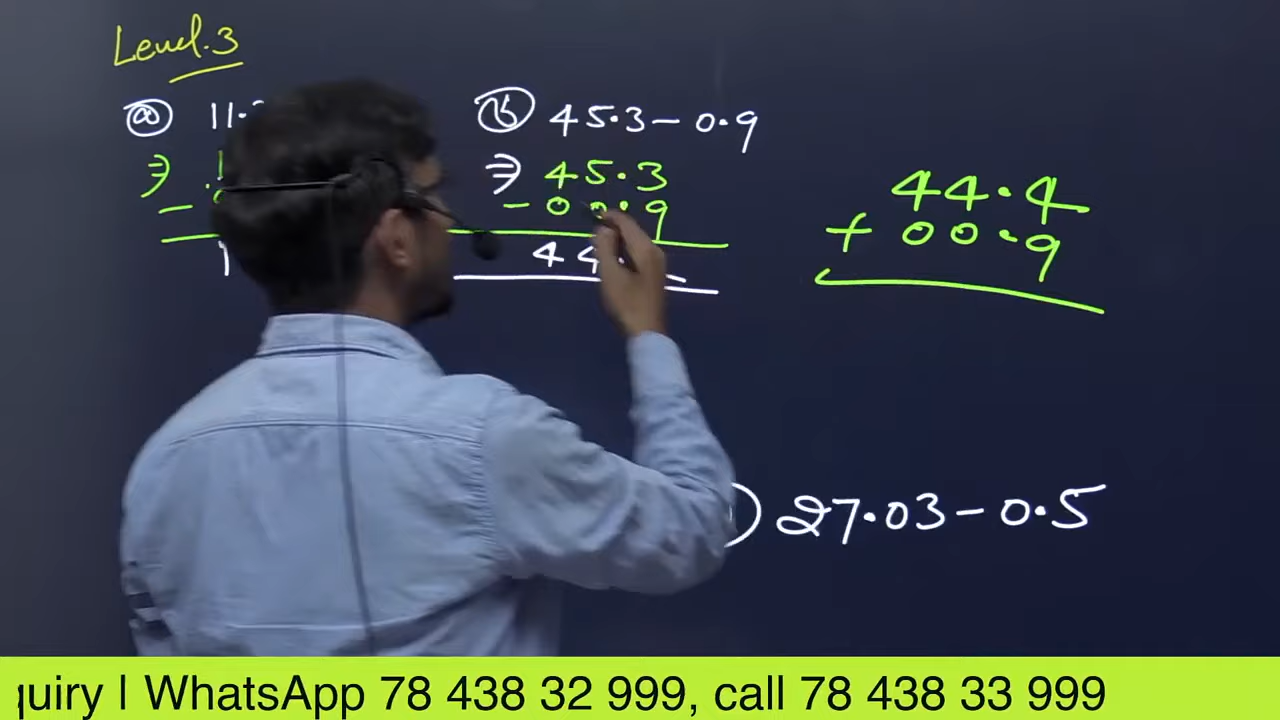 Level.3
11.
45.3 - 0.9
45.3
- 00.9
44
44.4
+ 00.9
27.03 - 0.5
quiry | WhatsApp 78 438 32 999, call 78 438 33 999